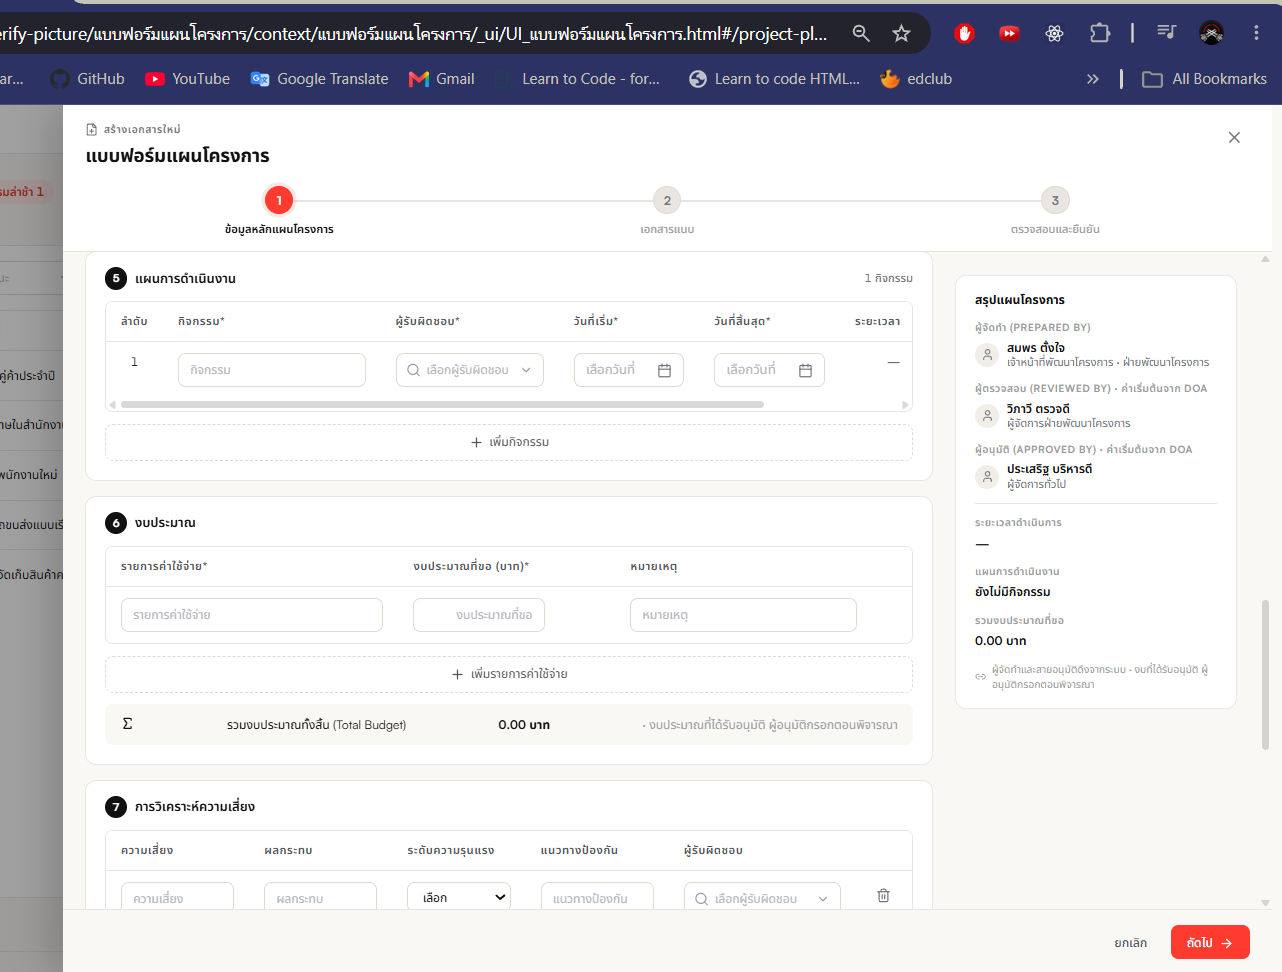 erify-picture/แบบฟอร์มแผนโครงการ/context/แบบฟอร์มแผนโครงการ/_ui/UI_แบบฟอร์มแผนโครงการ.html#/project-pl...
ar...
GitHub
YouTube
Google Translate
Gmail
Learn to Code - for...
Learn to code HTML...
edclub
»
All Bookmarks
สร้างเอกสารใหม่
แบบฟอร์มแผนโครงการ
1
2
3
ข้อมูลหลักแผนโครงการ
เอกสารแนบ
ตรวจสอบและยืนยัน
รมล่าช้า 1
คู่ค้าประจำปี
พนักงานใหม่
5 แผนการดำเนินงาน
1 กิจกรรม
ลำดับ
กิจกรรม*
ผู้รับผิดชอบ*
วันที่เริ่ม*
วันที่สิ้นสุด*
ระยะเวลา
1
กิจกรรม
เลือกผู้รับผิดชอบ
เลือกวันที่
เลือกวันที่
—
+ เพิ่มกิจกรรม
6 งบประมาณ
รายการค่าใช้จ่าย*
งบประมาณที่ขอ (บาท)*
หมายเหตุ
รายการค่าใช้จ่าย
งบประมาณที่ขอ
หมายเหตุ
+ เพิ่มรายการค่าใช้จ่าย
Σ
รวมงบประมาณทั้งสิ้น (Total Budget)
0.00 บาท
· งบประมาณที่ได้รับอนุมัติ ผู้อนุมัติกรอกตอนพิจารณา
7 การวิเคราะห์ความเสี่ยง
ความเสี่ยง
ผลกระทบ
ระดับความรุนแรง
แนวทางป้องกัน
ผู้รับผิดชอบ
ความเสี่ยง
ผลกระทบ
เลือก
แนวทางป้องกัน
เลือกผู้รับผิดชอบ
สรุปแผนโครงการ
ผู้จัดทำ (PREPARED BY)
สมพร ตั้งใจ
เจ้าหน้าที่พัฒนาโครงการ · ฝ่ายพัฒนาโครงการ
ผู้ตรวจสอบ (REVIEWED BY) · ค่าเริ่มต้นจาก DOA
วิภาวี ตรวจดี
ผู้จัดการฝ่ายพัฒนาโครงการ
ผู้อนุมัติ (APPROVED BY) · ค่าเริ่มต้นจาก DOA
ประเสริฐ บริหารดี
ผู้จัดการทั่วไป
ระยะเวลาดำเนินการ
—
แผนการดำเนินงาน
ยังไม่มีกิจกรรม
รวมงบประมาณที่ขอ
0.00 บาท
ผู้จัดทำและสายอนุมัติดึงจากระบบ · งบที่ได้รับอนุมัติ ผู้
อนุมัติกรอกตอนพิจารณา
ยกเลิก
ถัดไป →